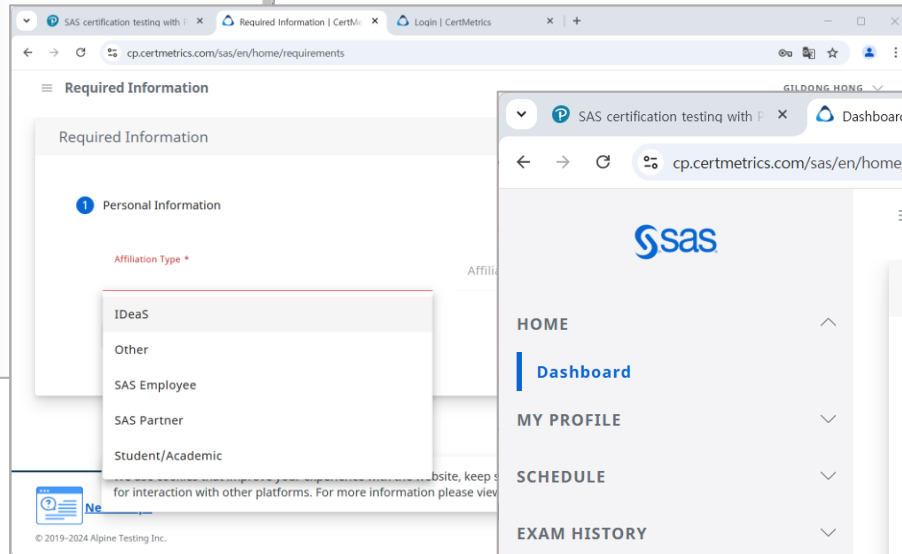 SAS certification testing with P
Required Information | CertMe
Login | CertMetrics
cp.certmetrics.com/sas/en/home/requirements
Required Information
GILDONG HONG
Required Information
1 Personal Information
Affiliation Type *
Affilia
IDeaS
Other
SAS Employee
SAS Partner
Student/Academic
We use cookies that improve your experience with the website, keep s
for interaction with other platforms. For more information please view
Ne
© 2019–2024 Alpine Testing Inc.
SAS certification testing with P
Dashboard
cp.certmetrics.com/sas/en/home/
sas
HOME
Dashboard
MY PROFILE
SCHEDULE
EXAM HISTORY